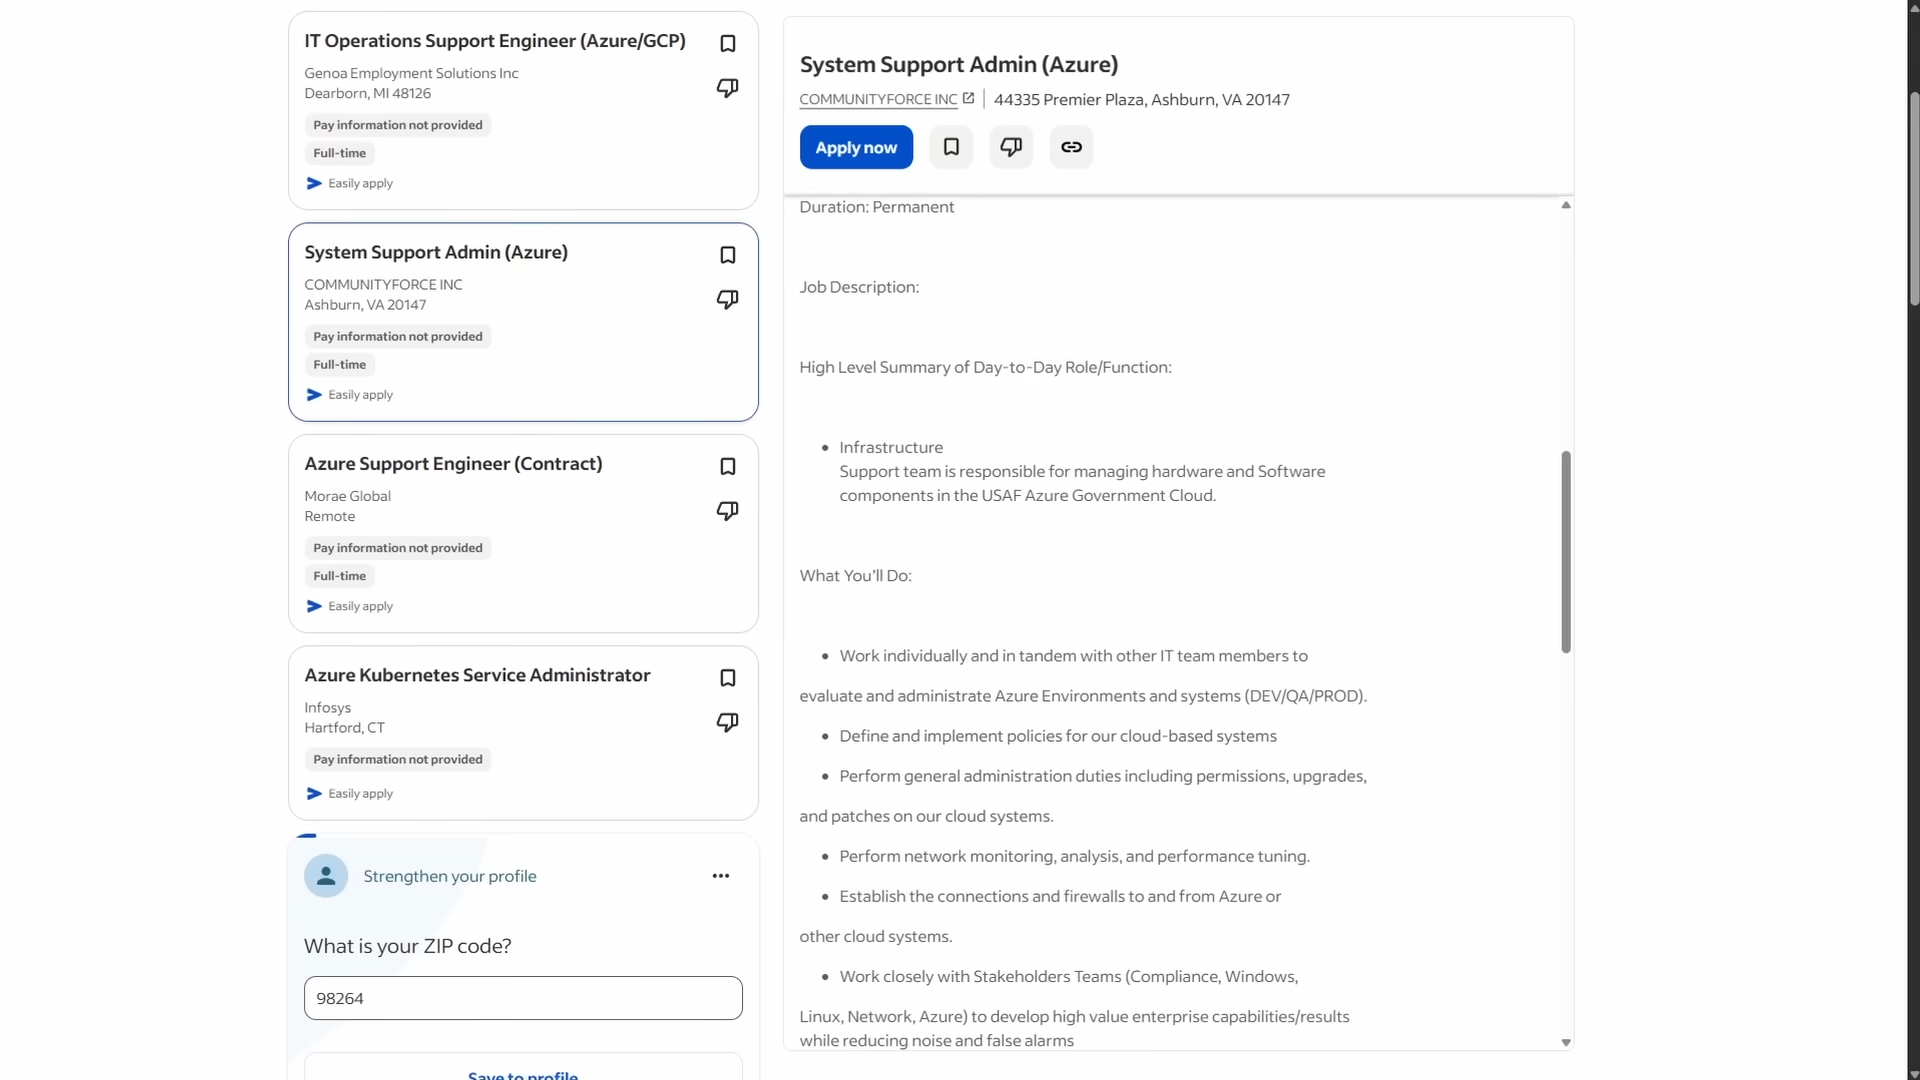 IT Operations Support Engineer (Azure/GCP)
Genoa Employment Solutions Inc
Dearborn, MI 48126
Pay information not provided
Full-time
Easily apply
System Support Admin (Azure)
COMMUNITYFORCE INC
Ashburn, VA 20147
Pay information not provided
Full-time
Easily apply
Azure Support Engineer (Contract)
Morae Global
Remote
Pay information not provided
Full-time
Easily apply
Azure Kubernetes Service Administrator
Infosys
Hartford, CT
Pay information not provided
Easily apply
Strengthen your profile
What is your ZIP code?
98264
Save to profile
System Support Admin (Azure)
COMMUNITYFORCE INC 44335 Premier Plaza, Ashburn, VA 20147
Apply now
Duration: Permanent
Job Description:
High Level Summary of Day-to-Day Role/Function:
• Infrastructure
Support team is responsible for managing hardware and Software
components in the USAF Azure Government Cloud.
What You'll Do:
• Work individually and in tandem with other IT team members to
evaluate and administrate Azure Environments and systems (DEV/QA/PROD).
• Define and implement policies for our cloud-based systems
• Perform general administration duties including permissions, upgrades,
and patches on our cloud systems.
• Perform network monitoring, analysis, and performance tuning.
• Establish the connections and firewalls to and from Azure or
other cloud systems.
• Work closely with Stakeholders Teams (Compliance, Windows,
Linux, Network, Azure) to develop high value enterprise capabilities/results
while reducing noise and false alarms